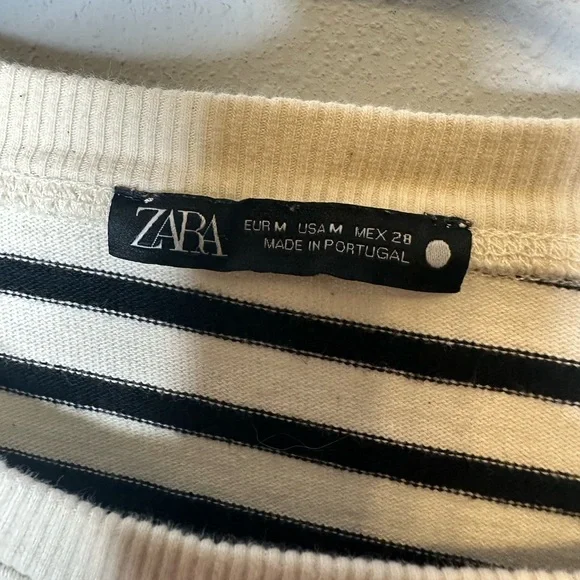 ZARA
EUR M USA M MEX 28
MADE IN PORTUGAL